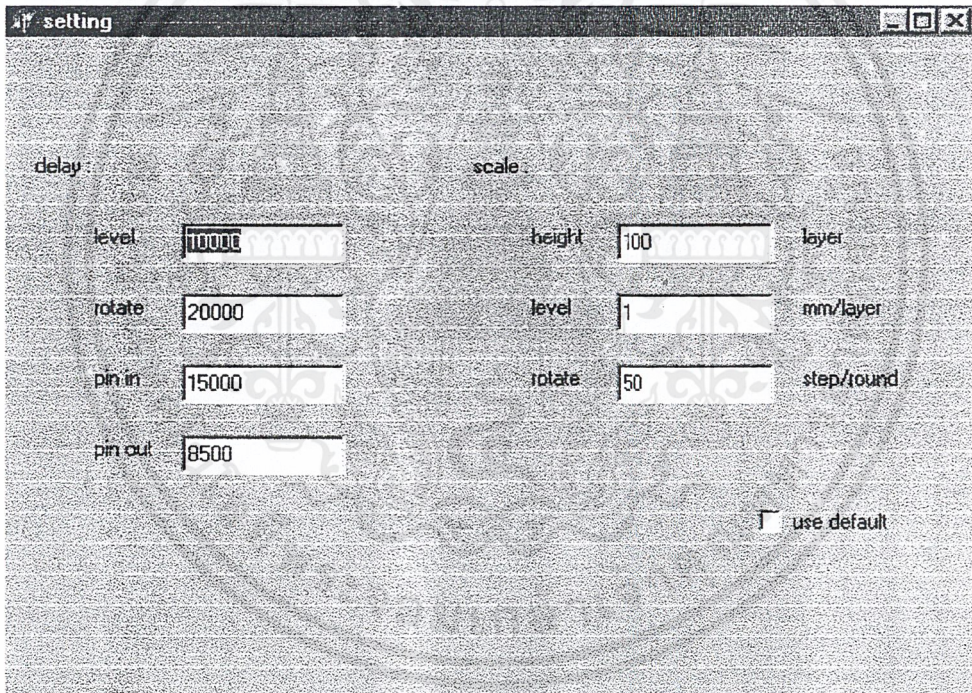 setting
delay :
level 10000
rotate 20000
pin in 15000
pin out 8500
scale :
height 100 layer
level 1 mm/layer
rotate 50 step/round
use default